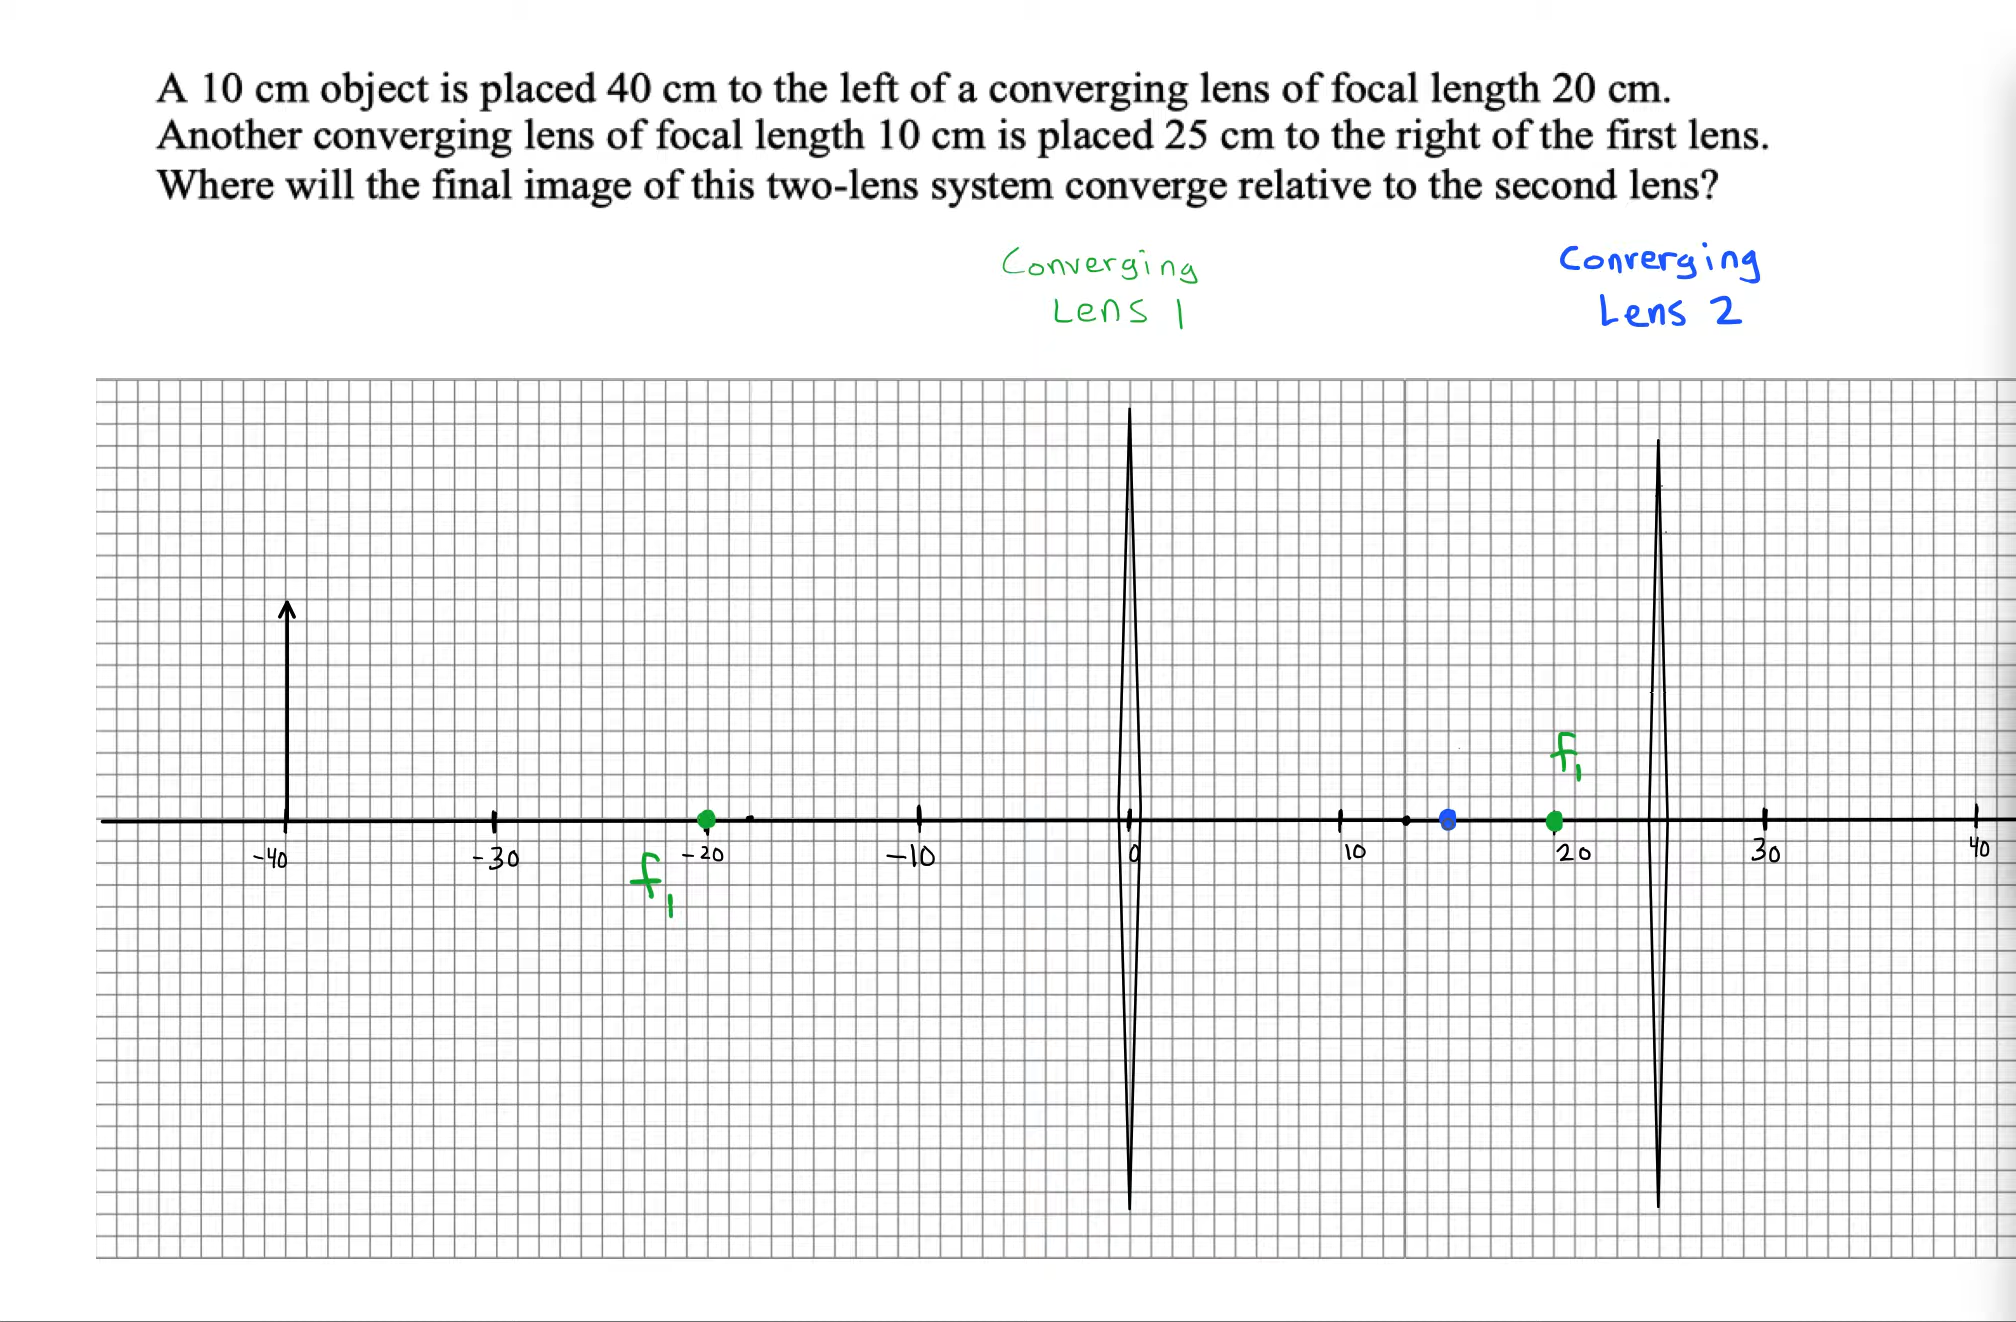 A 10 cm object is placed 40 cm to the left of a converging lens of focal length 20 cm.
Another converging lens of focal length 10 cm is placed 25 cm to the right of the first lens.
Where will the final image of this two-lens system converge relative to the second lens?
Converging
Lens 1
Converging
Lens 2
f1
-40
-30
-20
-10
0
10
20
30
40
f1